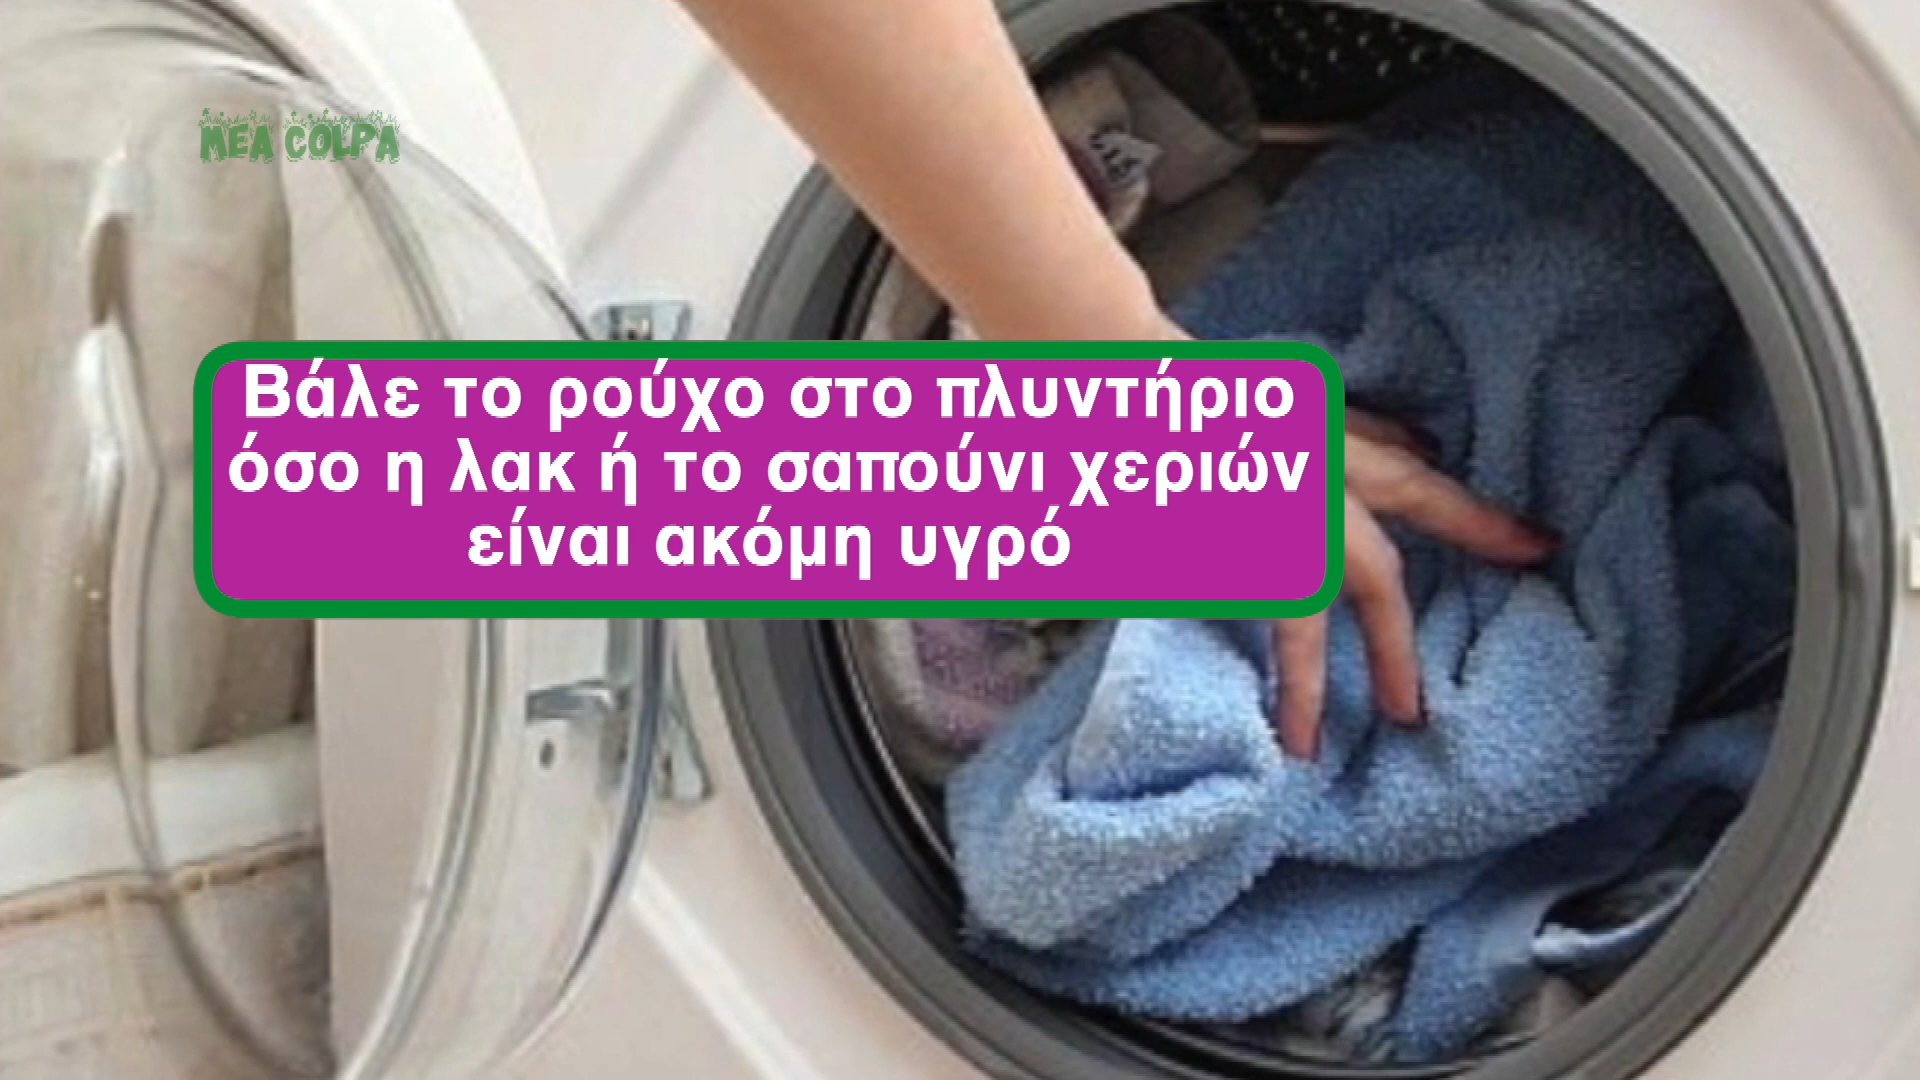 MEA COLPA
Βάλε το ρούχο στο πλυντήριο
όσο η λακ ή το σαπούνι χεριών
είναι ακόμη υγρό